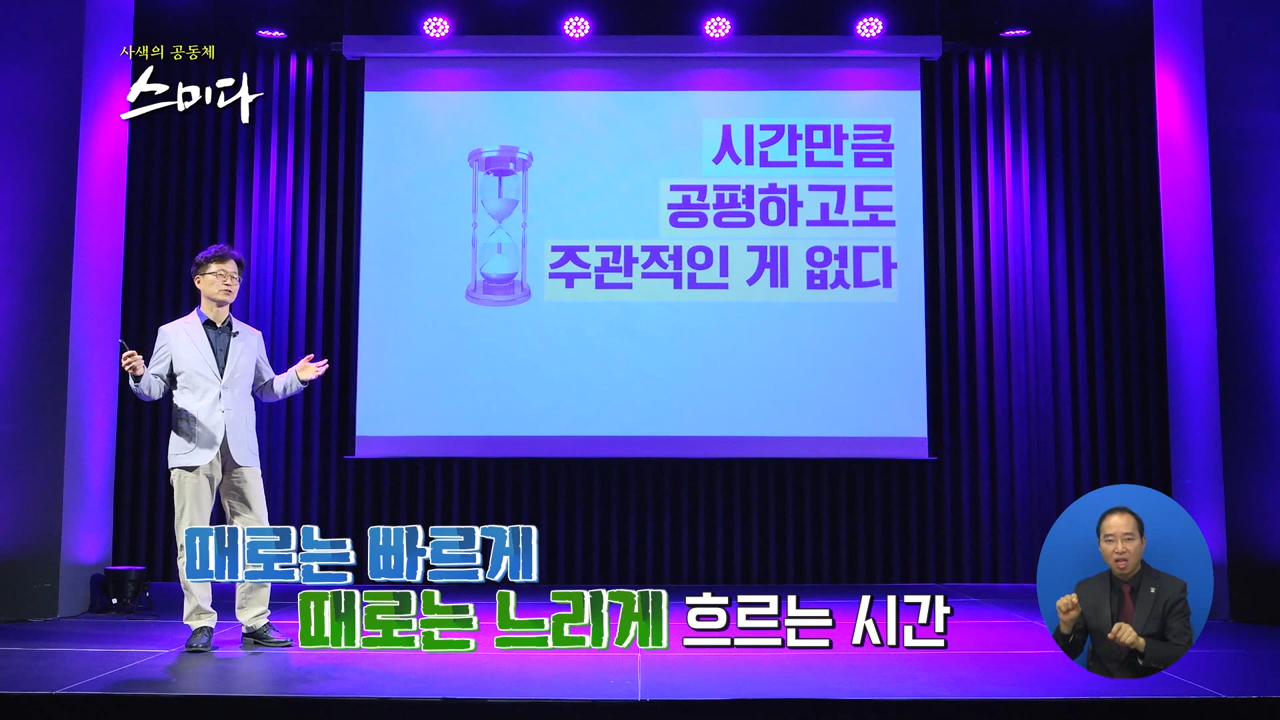 사색의 공동체
스미다
시간만큼
공평하고도
주관적인 게 없다
때로는 빠르게
때로는 느리게 흐르는 시간